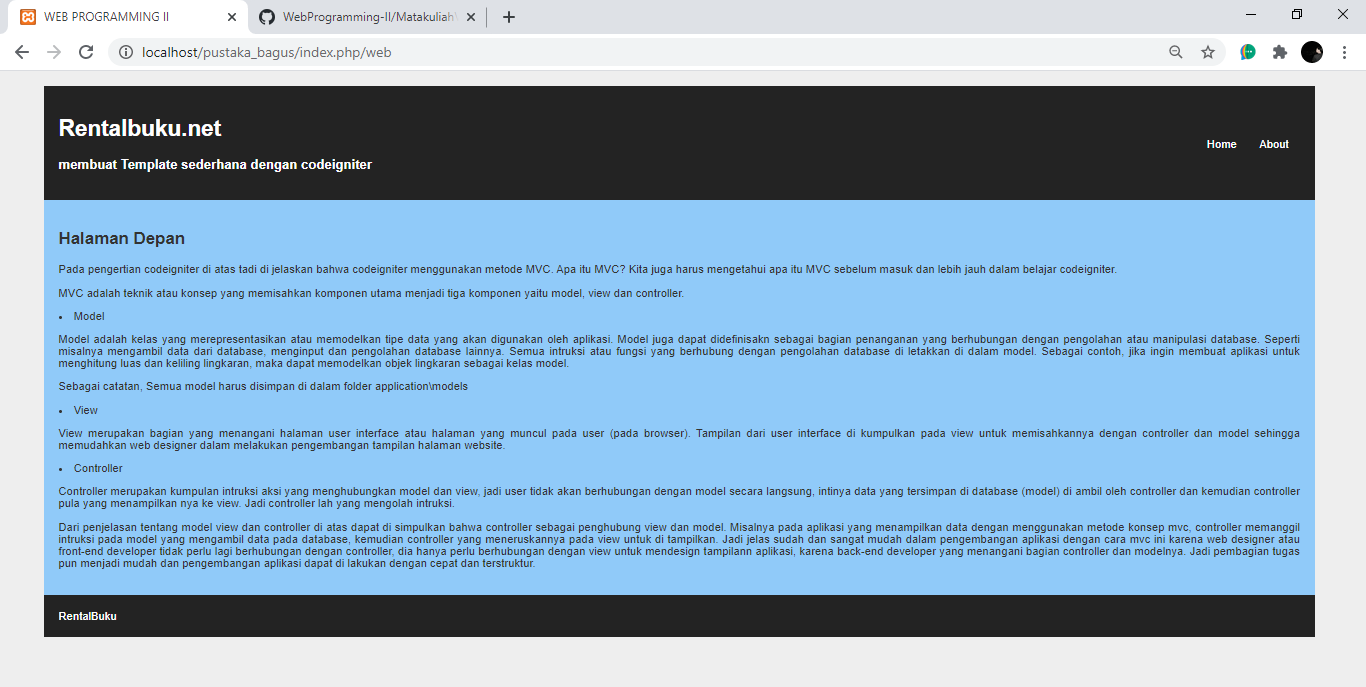 WEB PROGRAMMING II
WebProgramming-II/Matakuliah
localhost/pustaka_bagus/index.php/web
Rentalbuku.net
membuat Template sederhana dengan codeigniter
Home About
Halaman Depan
Pada pengertian codeigniter di atas tadi di jelaskan bahwa codeigniter menggunakan metode MVC. Apa itu MVC? Kita juga harus mengetahui apa itu MVC sebelum masuk dan lebih jauh dalam belajar codeigniter.
MVC adalah teknik atau konsep yang memisahkan komponen utama menjadi tiga komponen yaitu model, view dan controller.
• Model
Model adalah kelas yang merepresentasikan atau memodelkan tipe data yang akan digunakan oleh aplikasi. Model juga dapat didefinisakn sebagai bagian penanganan yang berhubungan dengan pengolahan atau manipulasi database. Seperti
misalnya mengambil data dari database, menginput dan pengolahan database lainnya. Semua intruksi atau fungsi yang berhubung dengan pengolahan database di letakkan di dalam model. Sebagai contoh, jika ingin membuat aplikasi untuk
menghitung luas dan keliling lingkaran, maka dapat memodelkan objek lingkaran sebagai kelas model.
Sebagai catatan, Semua model harus disimpan di dalam folder application\models
• View
View merupakan bagian yang menangani halaman user interface atau halaman yang muncul pada user (pada browser). Tampilan dari user interface di kumpulkan pada view untuk memisahkannya dengan controller dan model sehingga
memudahkan web designer dalam melakukan pengembangan tampilan halaman website.
• Controller
Controller merupakan kumpulan intruksi aksi yang menghubungkan model dan view, jadi user tidak akan berhubungan dengan model secara langsung, intinya data yang tersimpan di database (model) di ambil oleh controller dan kemudian controller
pula yang menampilkan nya ke view. Jadi controller lah yang mengolah intruksi.
Dari penjelasan tentang model view dan controller di atas dapat di simpulkan bahwa controller sebagai penghubung view dan model. Misalnya pada aplikasi yang menampilkan data dengan menggunakan metode konsep mvc, controller memanggil
intruksi pada model yang mengambil data pada database, kemudian controller yang meneruskannya pada view untuk di tampilkan. Jadi jelas sudah dan sangat mudah dalam pengembangan aplikasi dengan cara mvc ini karena web designer atau
front-end developer tidak perlu lagi berhubungan dengan controller, dia hanya perlu berhubungan dengan view untuk mendesign tampilann aplikasi, karena back-end developer yang menangani bagian controller dan modelnya. Jadi pembagian tugas
pun menjadi mudah dan pengembangan aplikasi dapat di lakukan dengan cepat dan terstruktur.
RentalBuku